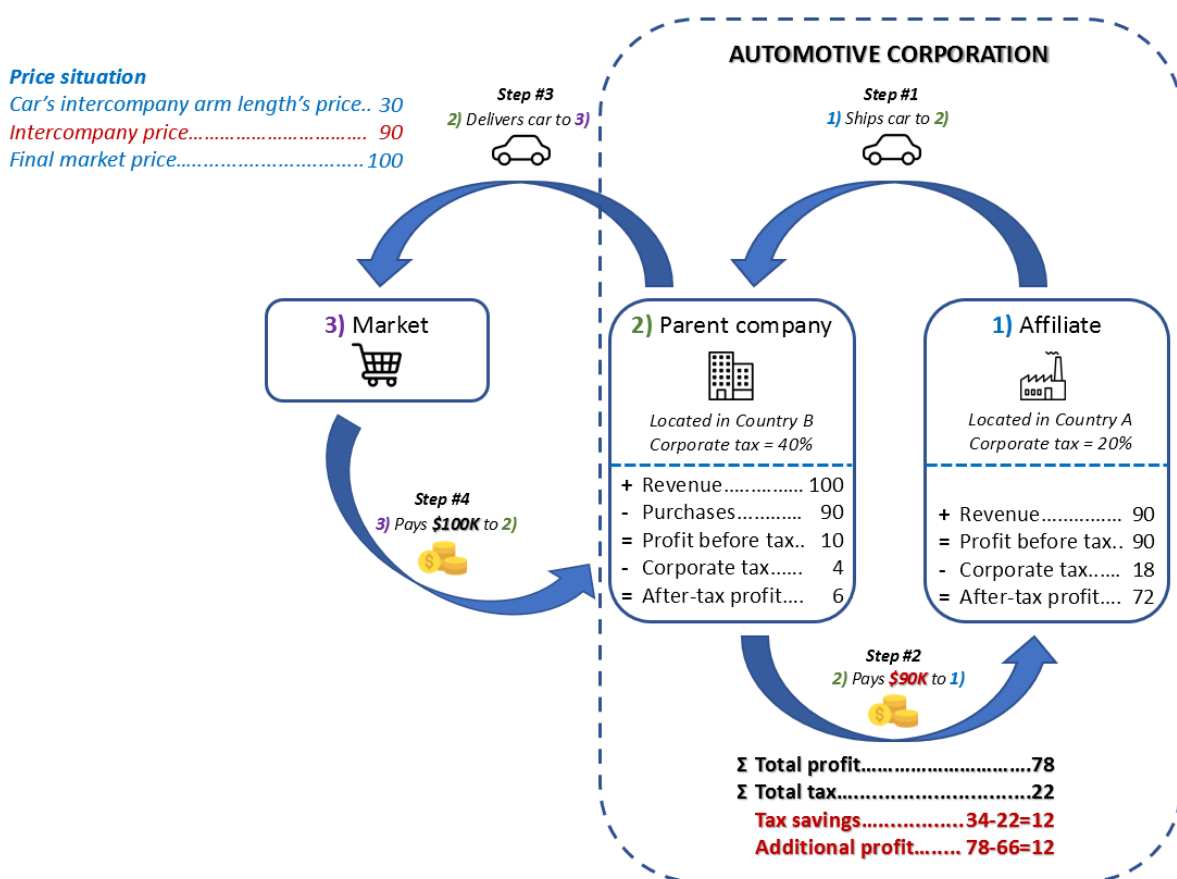 AUTOMOTIVE CORPORATION
Price situation
Car's intercompany arm length's price.. 30
Intercompany price................................. 90
Final market price...................................100
Step #3
2) Delivers car to 3)
Step #1
1) Ships car to 2)
3) Market
2) Parent company
Located in Country B
Corporate tax = 40%
+ Revenue............... 100
- Purchases............ 90
= Profit before tax.. 10
- Corporate tax...... 4
= After-tax profit.... 6
1) Affiliate
Located in Country A
Corporate tax = 20%
+ Revenue............... 90
= Profit before tax.. 90
- Corporate tax...... 18
= After-tax profit.... 72
Step #4
3) Pays $100K to 2)
$
Step #2
2) Pays $90K to 1)
$
Σ Total profit................................78
Σ Total tax....................................22
Tax savings...................34-22=12
Additional profit....... 78-66=12